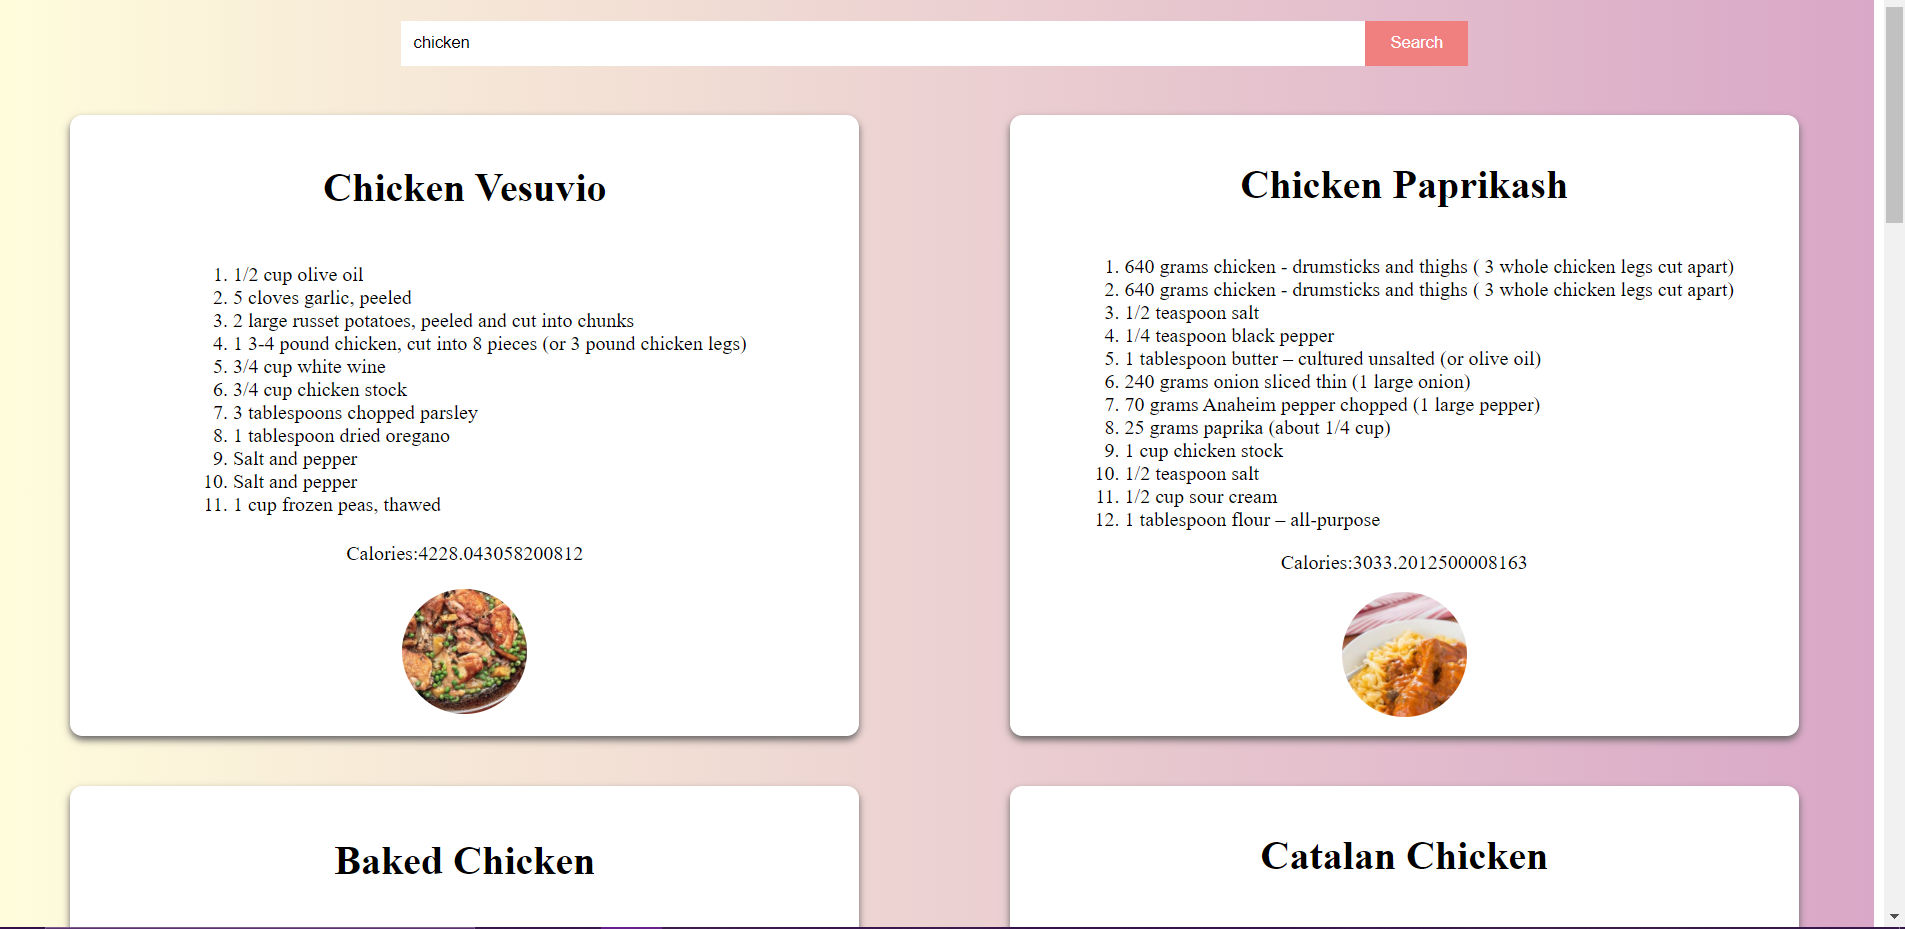 chicken
Search
Chicken Vesuvio
1. 1/2 cup olive oil
2. 5 cloves garlic, peeled
3. 2 large russet potatoes, peeled and cut into chunks
4. 1 3-4 pound chicken, cut into 8 pieces (or 3 pound chicken legs)
5. 3/4 cup white wine
6. 3/4 cup chicken stock
7. 3 tablespoons chopped parsley
8. 1 tablespoon dried oregano
9. Salt and pepper
10. Salt and pepper
11. 1 cup frozen peas, thawed
Calories:4228.043058200812
Chicken Paprikash
1. 640 grams chicken - drumsticks and thighs ( 3 whole chicken legs cut apart)
2. 640 grams chicken - drumsticks and thighs ( 3 whole chicken legs cut apart)
3. 1/2 teaspoon salt
4. 1/4 teaspoon black pepper
5. 1 tablespoon butter – cultured unsalted (or olive oil)
6. 240 grams onion sliced thin (1 large onion)
7. 70 grams Anaheim pepper chopped (1 large pepper)
8. 25 grams paprika (about 1/4 cup)
9. 1 cup chicken stock
10. 1/2 teaspoon salt
11. 1/2 cup sour cream
12. 1 tablespoon flour – all-purpose
Calories:3033.2012500008163
Baked Chicken
Catalan Chicken